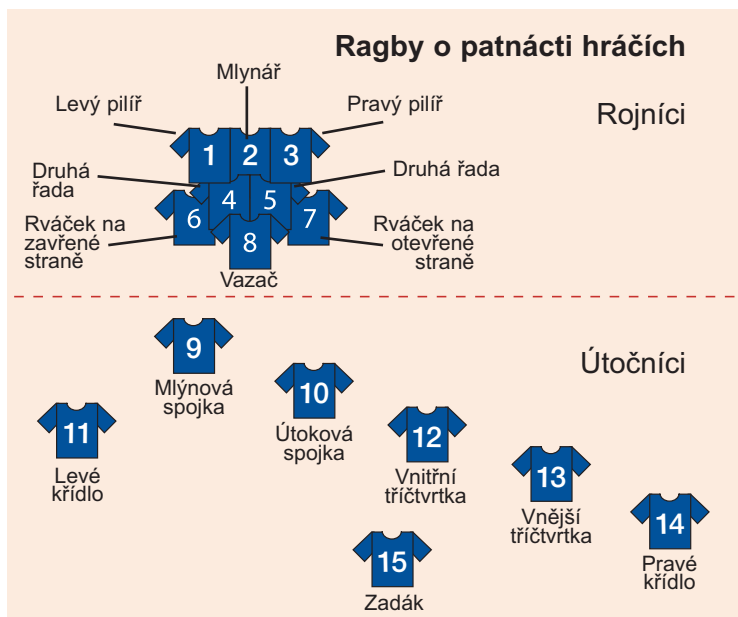 Ragby o patnácti hráčích
Mlynář
Levý pilíř
Pravý pilíř
Rojníci
1
2
3
Druhá
řada
Druhá řada
4
5
6
7
Rváček na
zavřené
straně
Rváček na
otevřené
straně
8
Vazač
Útočníci
9
Mlýnová
spojka
10
Útoková
spojka
11
Levé
křídlo
12
Vnitřní
tříčtvrtka
13
Vnější
tříčtvrtka
14
Pravé
křídlo
15
Zadák